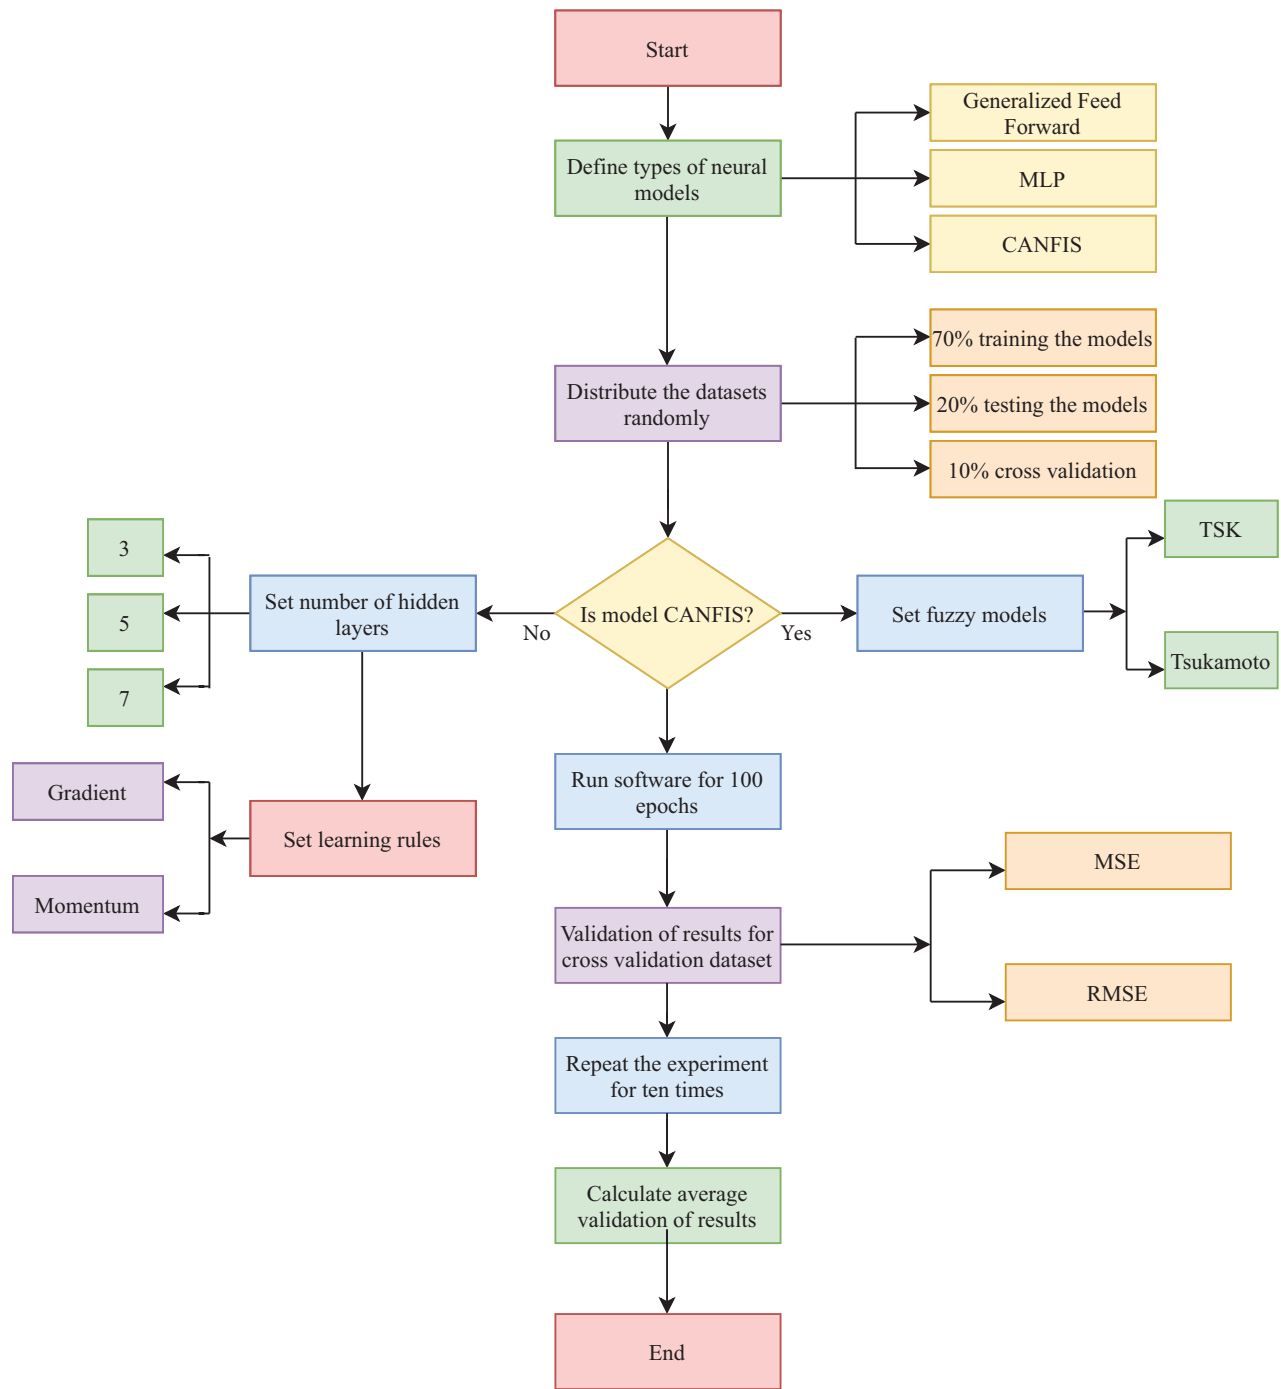 Start
Define types of neural
models
Generalized Feed
Forward
MLP
CANFIS
Distribute the datasets
randomly
70% training the models
20% testing the models
10% cross validation
Is model CANFIS?
No
Yes
Set number of hidden
layers
3
5
7
Set learning rules
Gradient
Momentum
Set fuzzy models
TSK
Tsukamoto
Run software for 100
epochs
Validation of results for
cross validation dataset
MSE
RMSE
Repeat the experiment
for ten times
Calculate average
validation of results
End